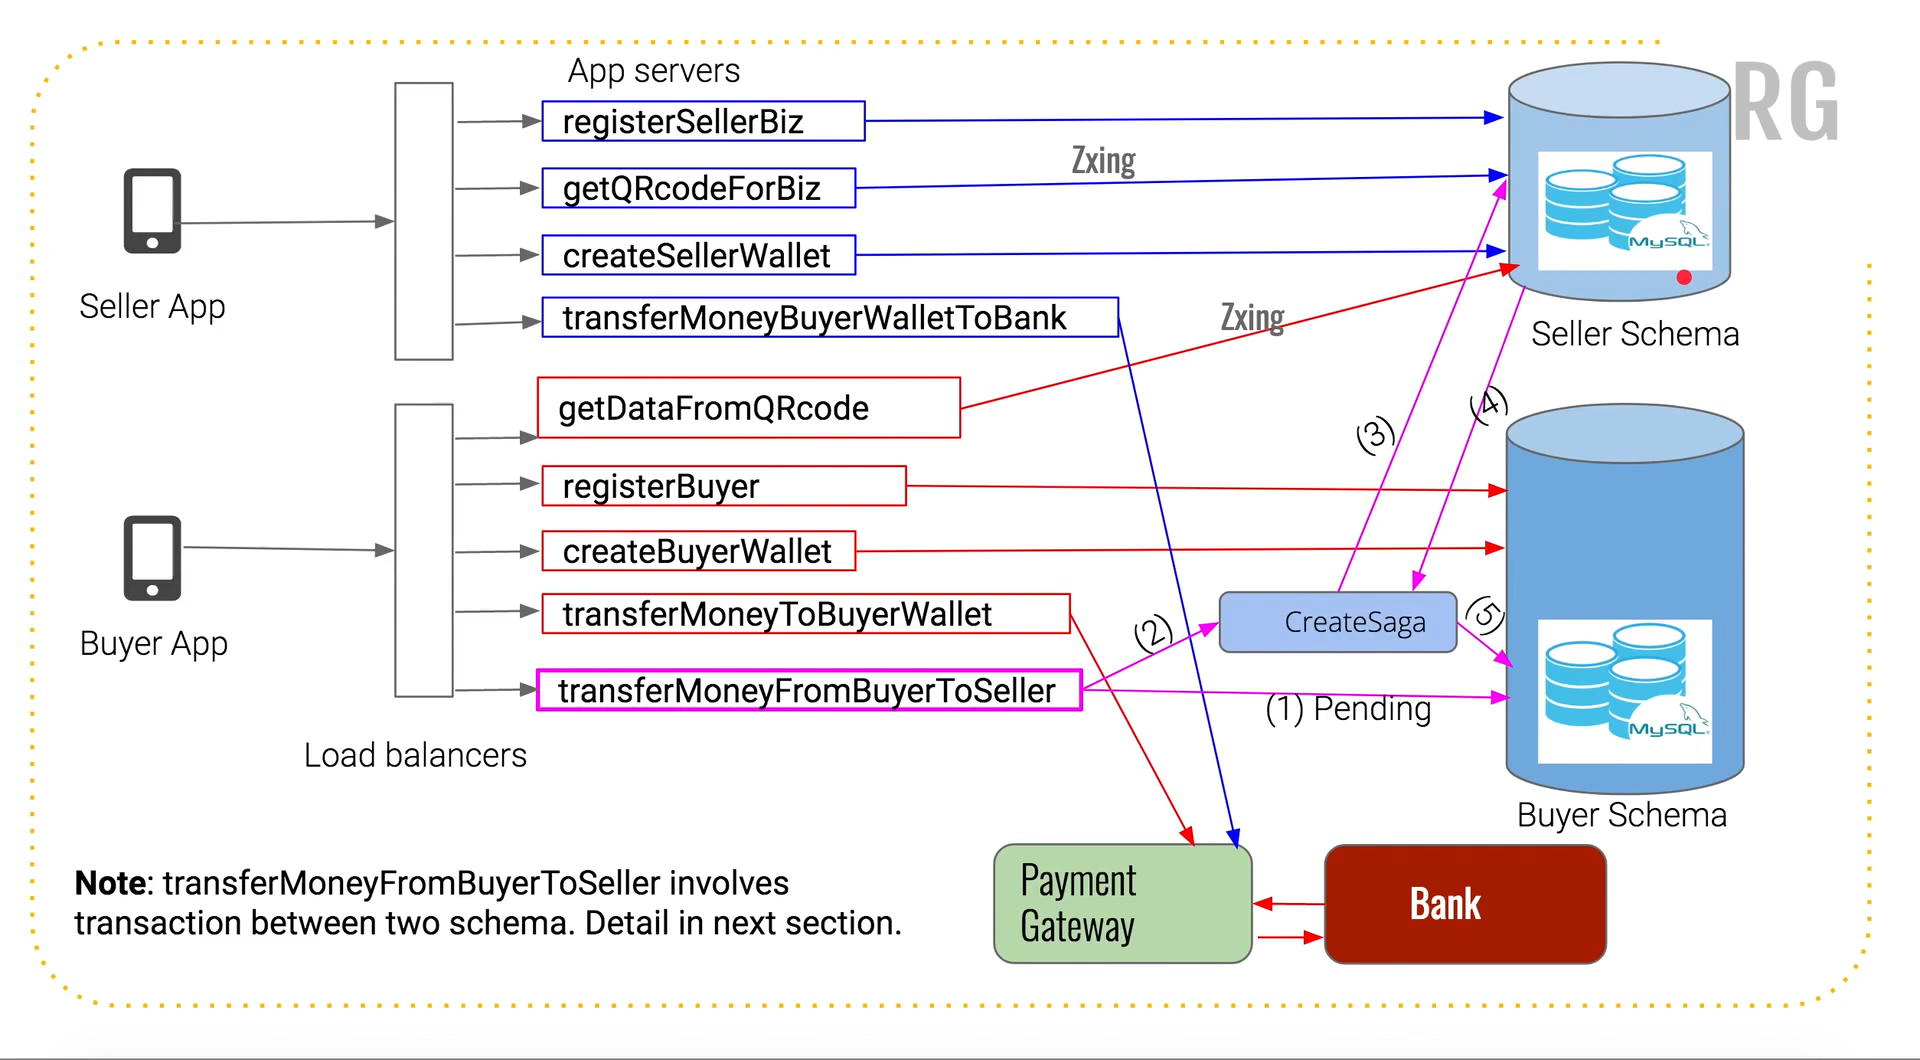 App servers
RG
registerSellerBiz
Zxing
getQRcodeForBiz
createSellerWallet
MySQL
Seller App
transferMoneyBuyerWalletToBank
Zxing
Seller Schema
getDataFromQRcode
(3)
(4)
registerBuyer
createBuyerWallet
transferMoneyToBuyerWallet
(2)
CreateSaga
(5)
Buyer App
transferMoneyFromBuyerToSeller
(1) Pending
MySQL
Load balancers
Buyer Schema
Note: transferMoneyFromBuyerToSeller involves
transaction between two schema. Detail in next section.
Payment
Gateway
Bank